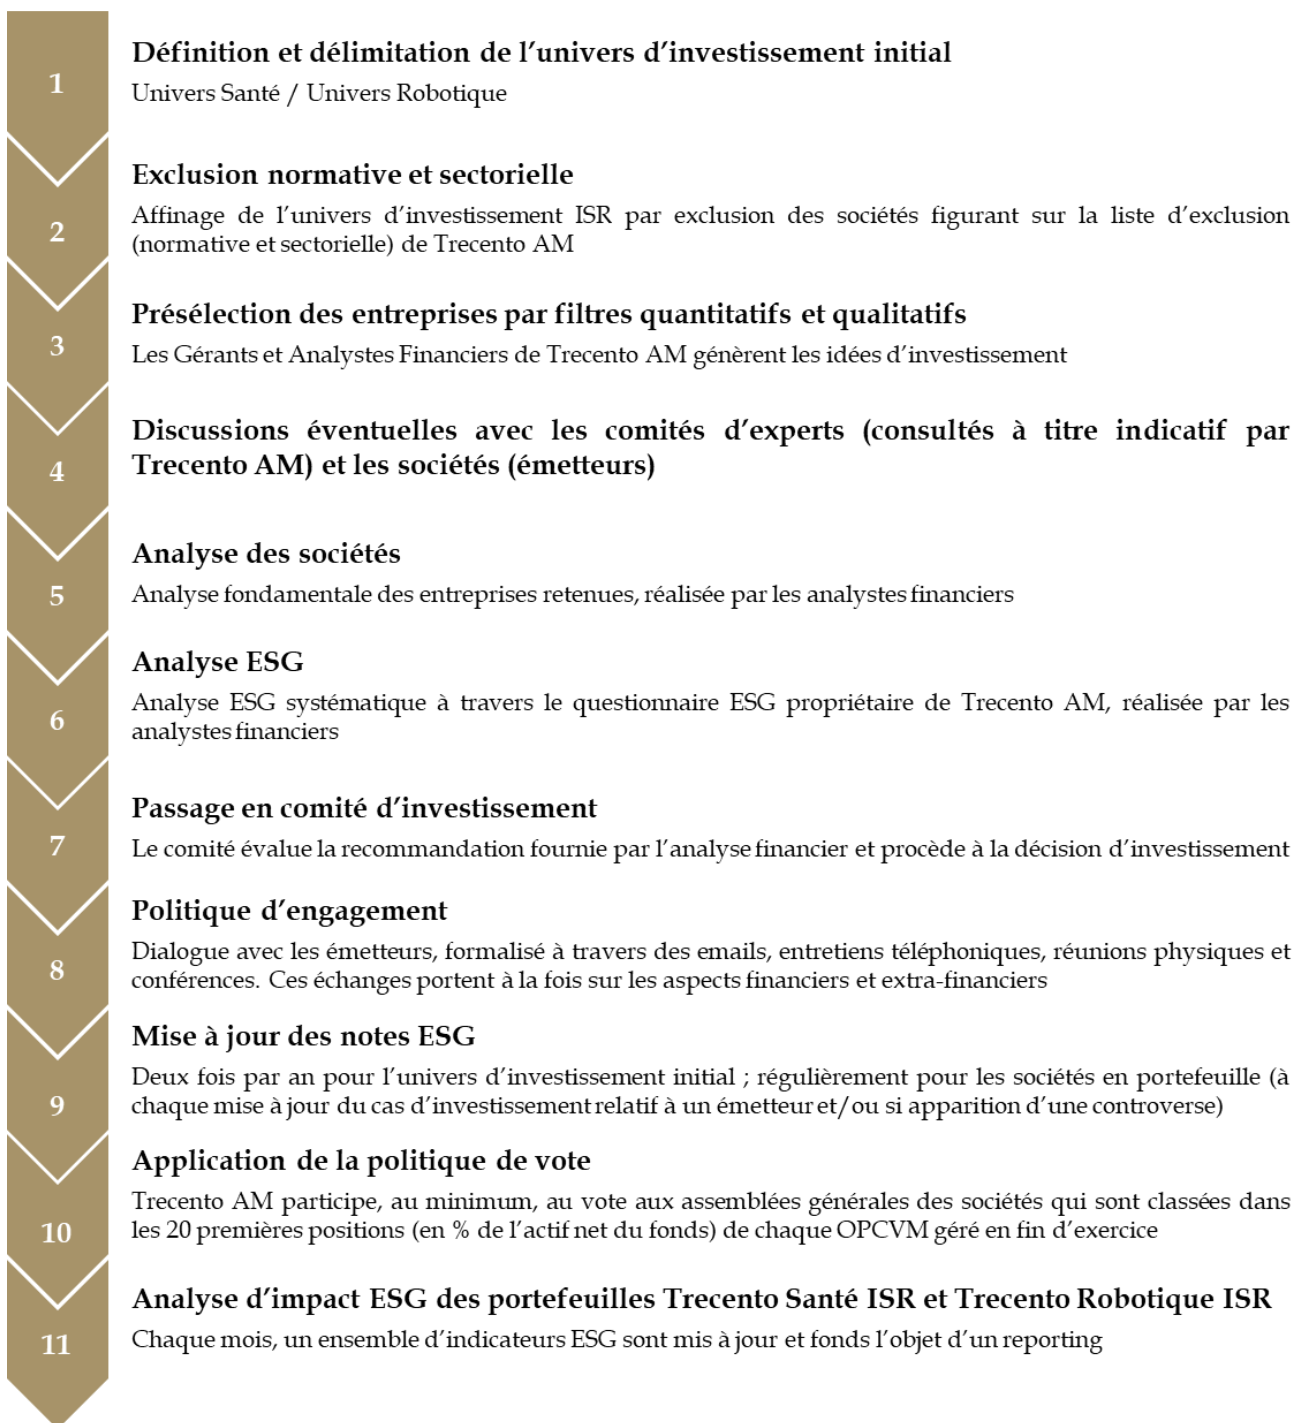 1
Définition et délimitation de l’univers d’investissement initial
Univers Santé / Univers Robotique
2
Exclusion normative et sectorielle
Affinage de l’univers d’investissement ISR par exclusion des sociétés figurant sur la liste d’exclusion
(normative et sectorielle) de Trecento AM
3
Présélection des entreprises par filtres quantitatifs et qualitatifs
Les Gérants et Analystes Financiers de Trecento AM génèrent les idées d’investissement
4
Discussions éventuelles avec les comités d’experts (consultés à titre indicatif par
Trecento AM) et les sociétés (émetteurs)
5
Analyse des sociétés
Analyse fondamentale des entreprises retenues, réalisée par les analystes financiers
6
Analyse ESG
Analyse ESG systématique à travers le questionnaire ESG propriétaire de Trecento AM, réalisée par les
analystes financiers
7
Passage en comité d’investissement
Le comité évalue la recommandation fournie par l’analyse financier et procède à la décision d’investissement
8
Politique d’engagement
Dialogue avec les émetteurs, formalisé à travers des emails, entretiens téléphoniques, réunions physiques et
conférences. Ces échanges portent à la fois sur les aspects financiers et extra-financiers
9
Mise à jour des notes ESG
Deux fois par an pour l’univers d’investissement initial ; régulièrement pour les sociétés en portefeuille (à
chaque mise à jour du cas d’investissement relatif à un émetteur et/ou si apparition d’une controverse)
10
Application de la politique de vote
Trecento AM participe, au minimum, au vote aux assemblées générales des sociétés qui sont classées dans
les 20 premières positions (en % de l’actif net du fonds) de chaque OPCVM géré en fin d’exercice
11
Analyse d’impact ESG des portefeuilles Trecento Santé ISR et Trecento Robotique ISR
Chaque mois, un ensemble d’indicateurs ESG sont mis à jour et fonds l’objet d’un reporting